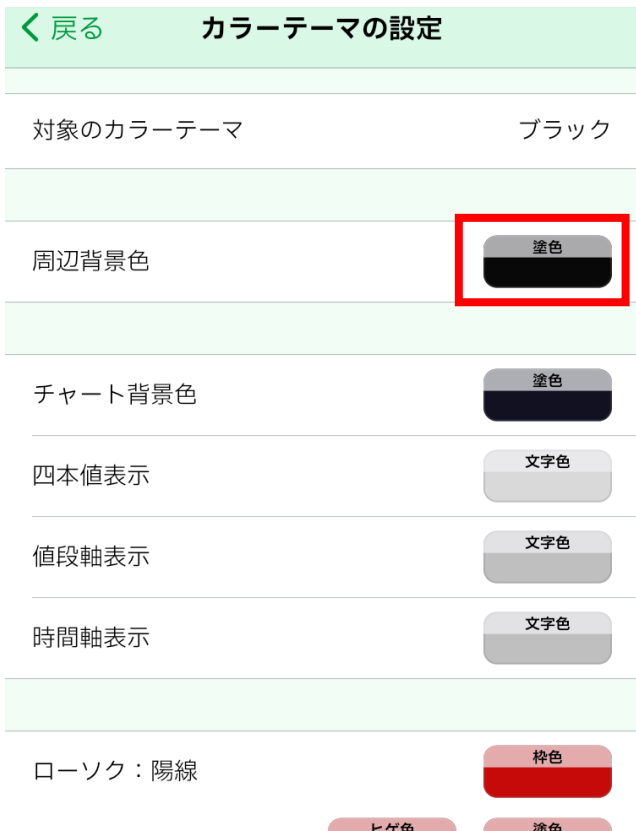 戻る カラーテーマの設定
対象のカラーテーマ ブラック
周辺背景色 塗色
チャート背景色 塗色
四本値表示 文字色
値段軸表示 文字色
時間軸表示 文字色
ローソク：陽線 枠色
ヒゲ色 塗色